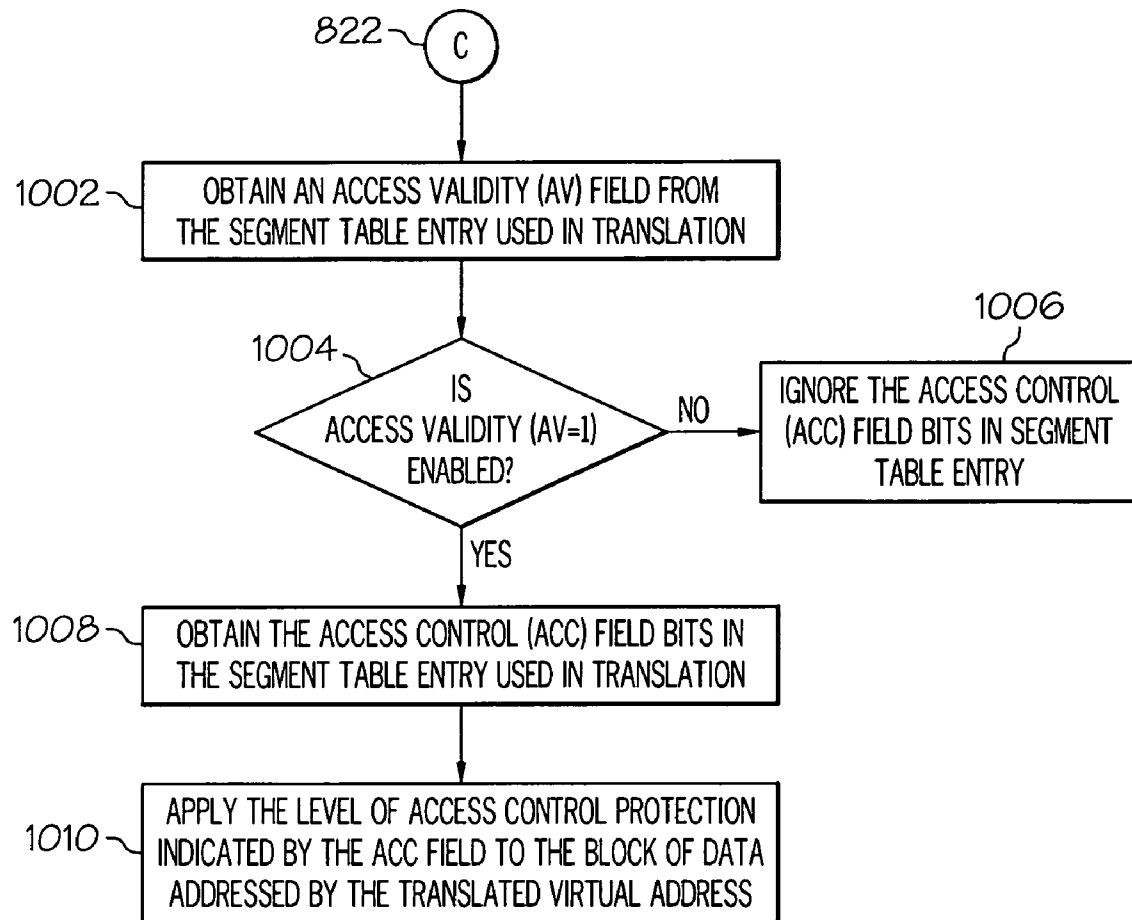 822
C
1002
OBTAIN AN ACCESS VALIDITY (AV) FIELD FROM
THE SEGMENT TABLE ENTRY USED IN TRANSLATION
1004
IS
ACCESS VALIDITY (AV=1)
ENABLED?
NO
1006
IGNORE THE ACCESS CONTROL
(ACC) FIELD BITS IN SEGMENT
TABLE ENTRY
YES
1008
OBTAIN THE ACCESS CONTROL (ACC) FIELD BITS IN
THE SEGMENT TABLE ENTRY USED IN TRANSLATION
1010
APPLY THE LEVEL OF ACCESS CONTROL PROTECTION
INDICATED BY THE ACC FIELD TO THE BLOCK OF DATA
ADDRESSED BY THE TRANSLATED VIRTUAL ADDRESS